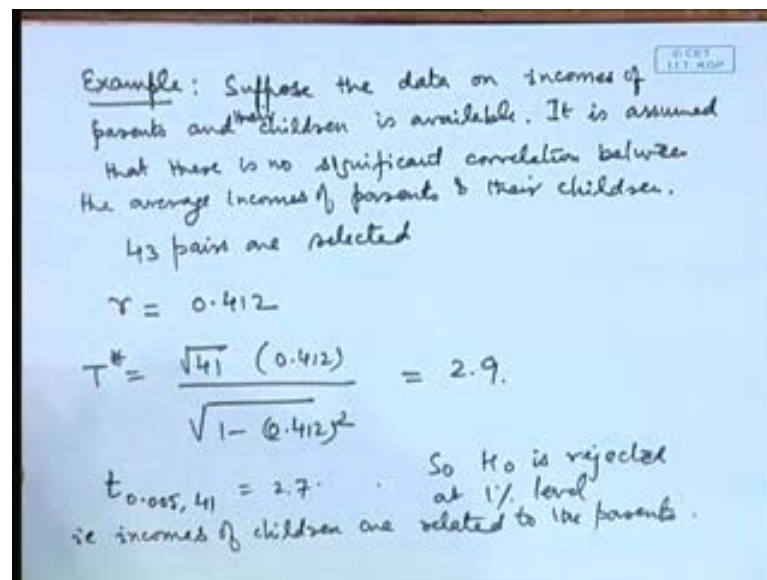 Example: Suppose the data on incomes of
parents and their children is available. It is assumed
that there is no significant correlation between
the average incomes of parents & their children.
43 pairs are selected
r = 0.412
T* = √41 (0.412) / √1-(0.412)² = 2.9.
t0.005, 41 = 2.7. So H0 is rejected
at 1% level
ie incomes of children are related to the parents.